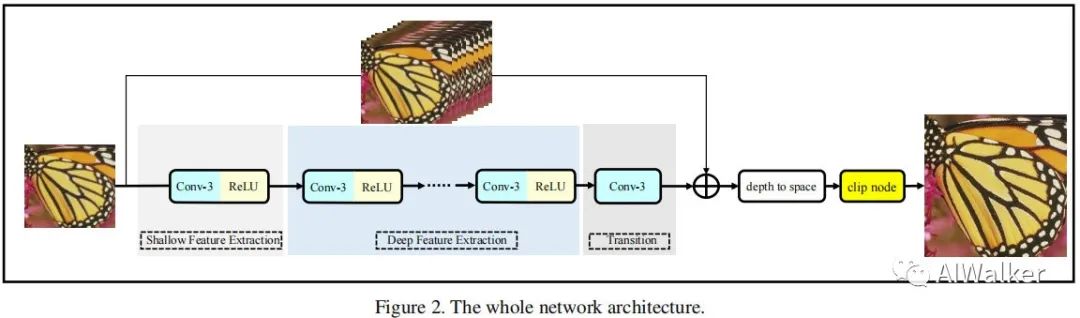 Conv-3 ReLU
Conv-3 ReLU
Conv-3 ReLU
Conv-3
depth to space
clip node
Shallow Feature Extraction
Deep Feature Extraction
Transition
AIWalker
Figure 2. The whole network architecture.